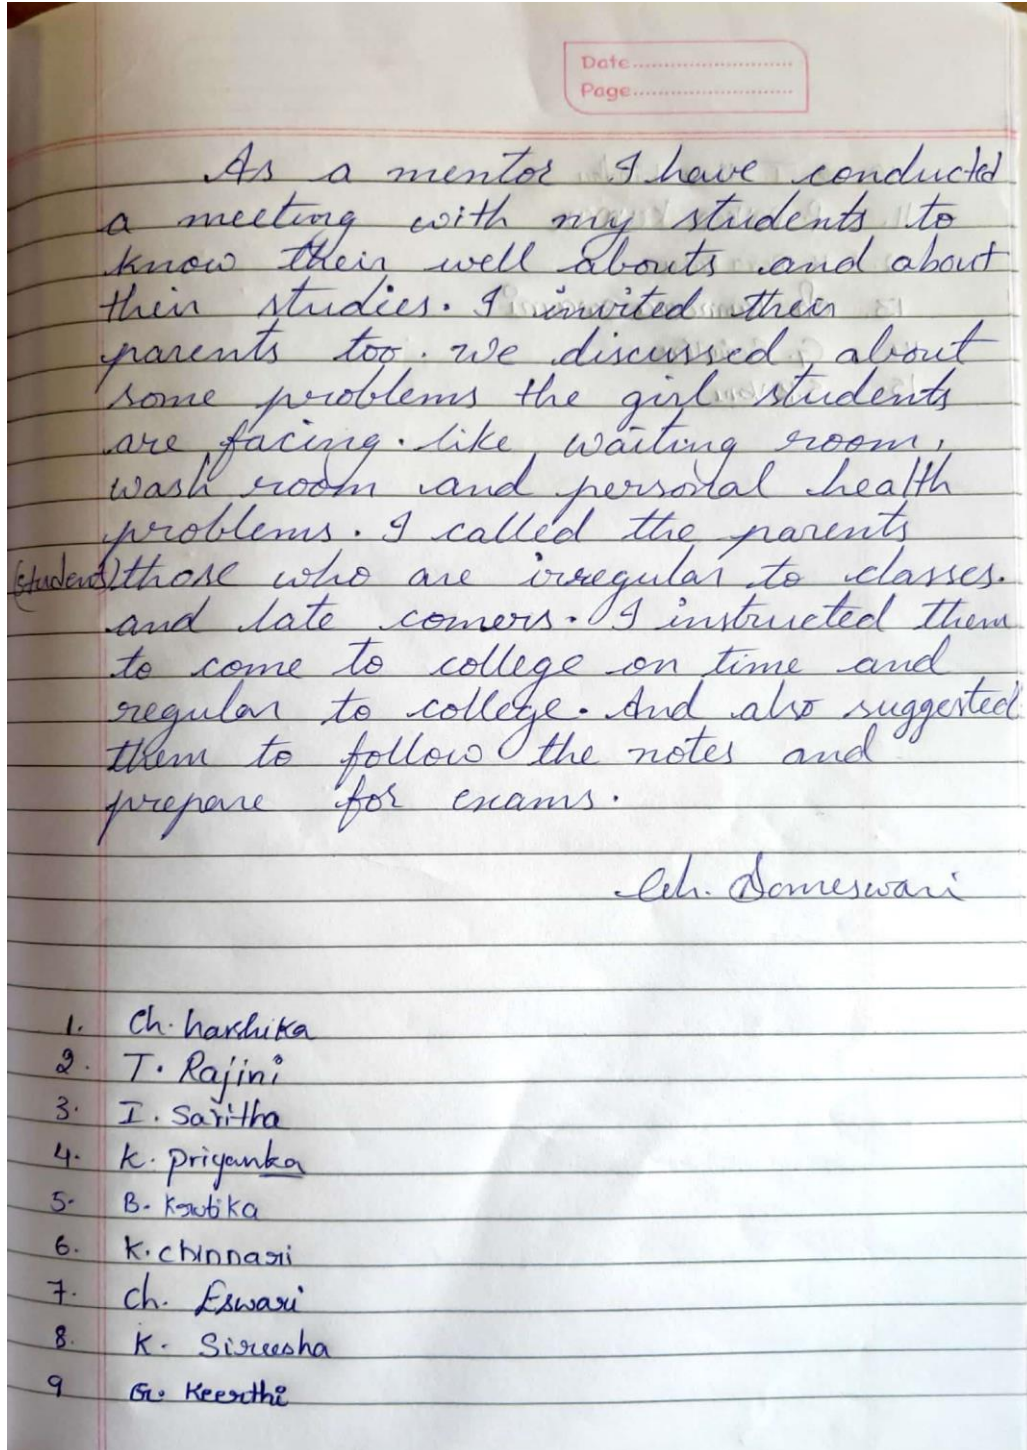 Date
Page
As a mentor I have conducted
a meeting with my students to
know their well abouts and about
their studies. I invited their
parents too. We discussed about
some problems the girl students
are facing. like waiting room,
wash room and personal health
problems. I called the parents
(students) those who are irregular to classes.
and late comers. I instructed them
to come to college on time and
regular to college. And also suggested
them to follow the notes and
prepare for exams.
Ch. Someswari
1. Ch. harshika
2. T. Rajini
3. I. Saritha
4. K. Priyanka
5. B. Krutika
6. K. chinnari
7. Ch. Eswari
8. K. Sireesha
9 G. Keerthi